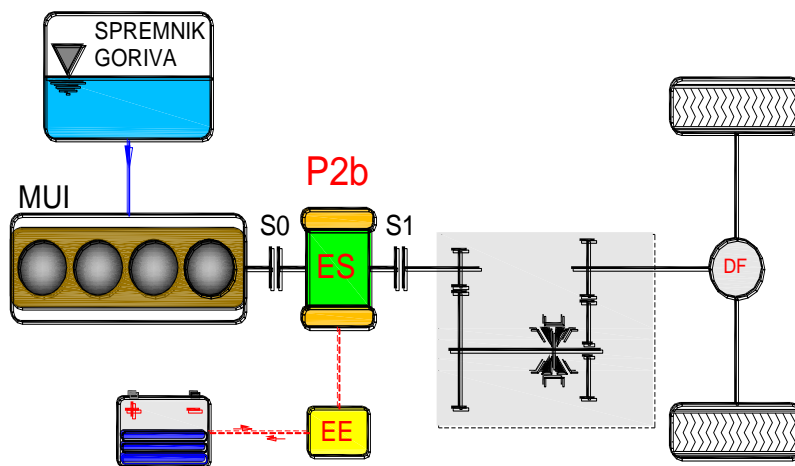 SPREMNIK
GORIVA
P2b
MUI
S0
S1
ES
DF
+ -
EE